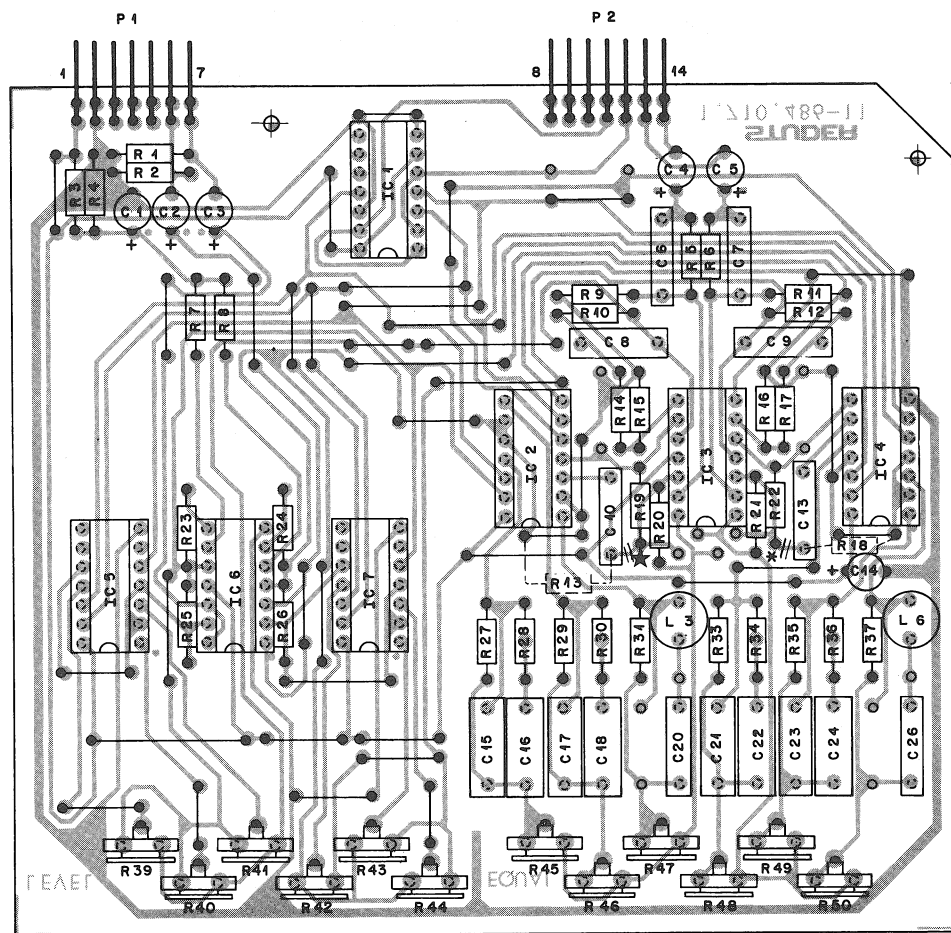 P 1
P 2
1
7
8
14
1.710.486-11
STUDER
R 1
R 2
R 3
R 4
C 1
C 2
C 3
IC 1
C 4
C 5
C 6
R 5
R 6
C 7
R 7
R 8
R 9
R 10
R 11
R 12
C 8
C 9
IC 2
R 14
R 15
IC 3
R 16
R 17
IC 4
C 10
R 19
R 20
R 21
R 22
C 13
R 18
C 14
R 13
R 23
R 24
IC 5
IC 6
IC 7
R 25
R 26
R 27
R 28
R 29
R 30
R 31
L 3
R 33
R 34
R 35
R 36
R 37
L 6
C 15
C 16
C 17
C 18
C 20
C 21
C 22
C 23
C 24
C 26
R 39
R 41
R 43
R 45
R 47
R 49
LEVEL
R 40
R 42
R 44
EQUAL
R 46
R 48
R 50